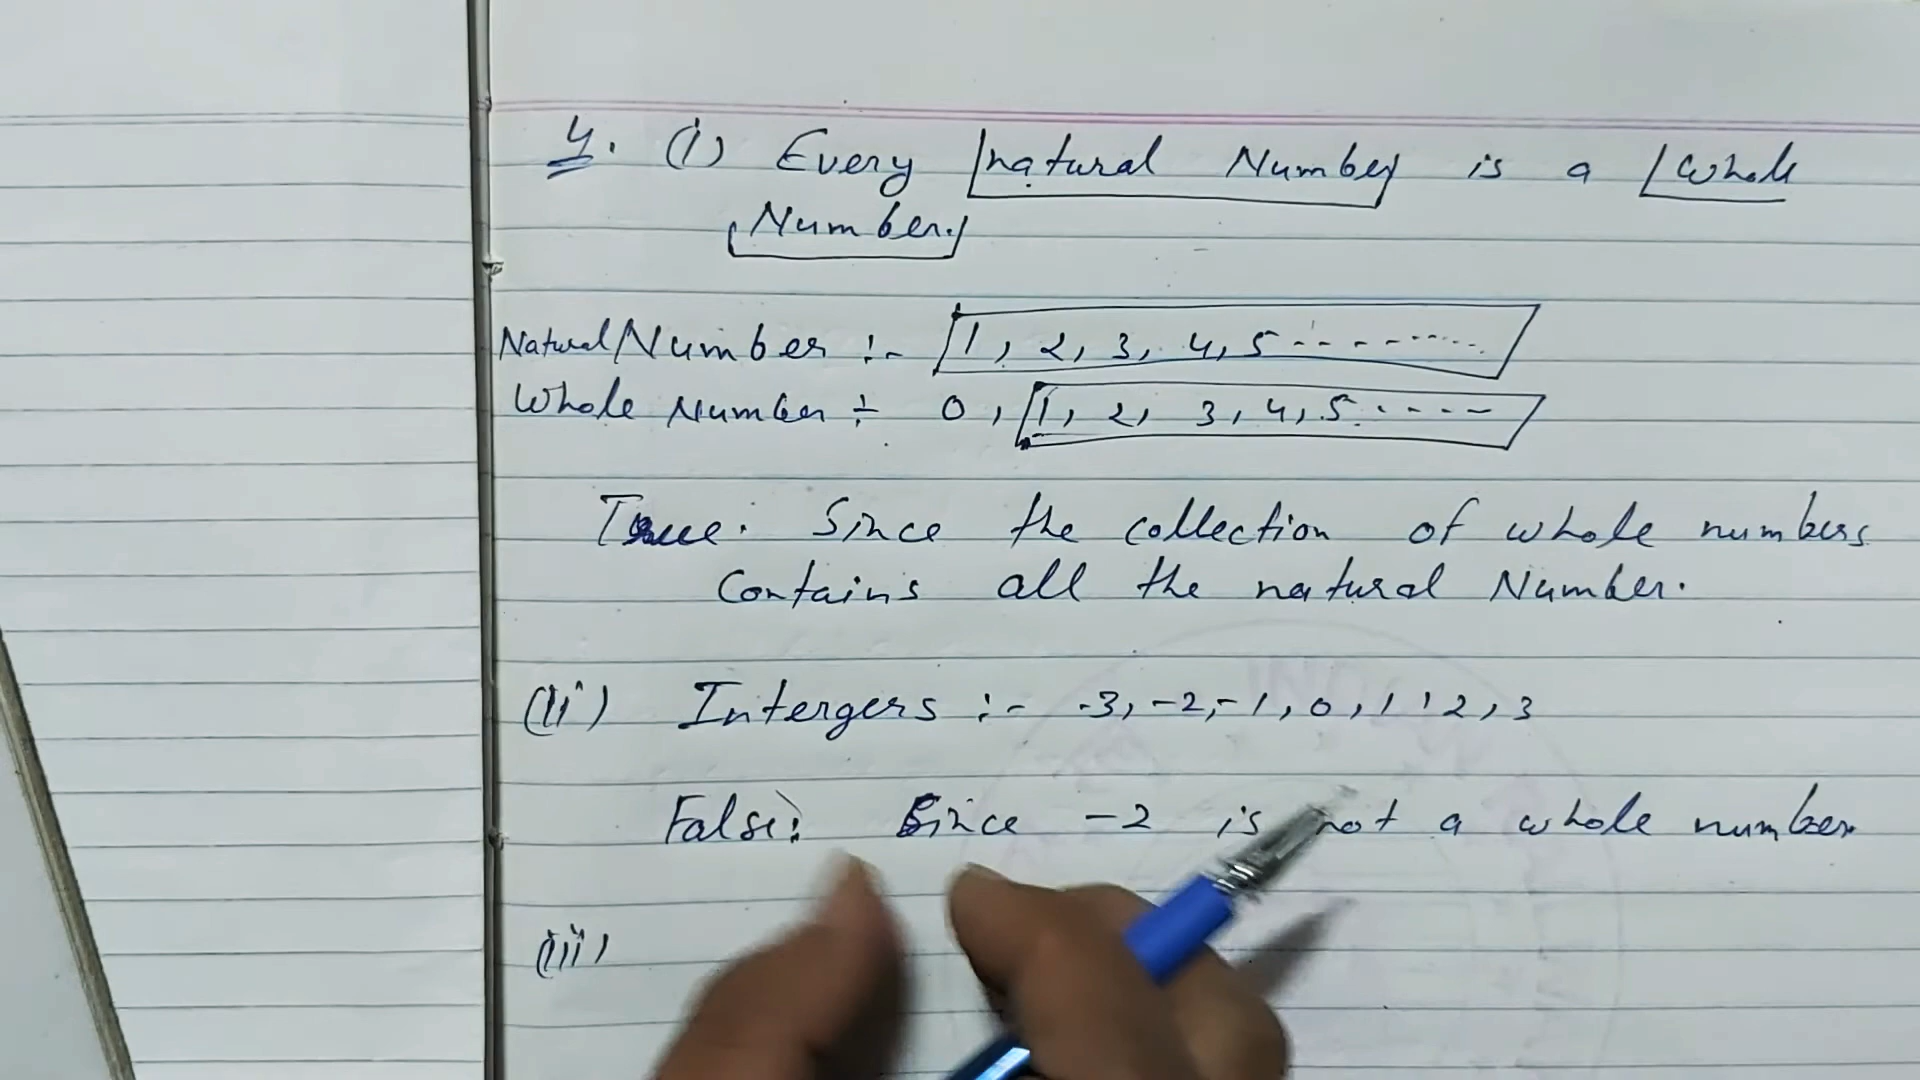 4. (i) Every natural Number is a Whole
Number.
Natural Number :- 1, 2, 3, 4, 5 ---------
Whole Number ÷ 0, 1, 2, 3, 4, 5 -----
True. Since the collection of whole numbers
Contains all the natural Number.
(ii) Intergers :- -3, -2, -1, 0, 1, 2, 3
False: Since -2 is not a whole number
(iii)